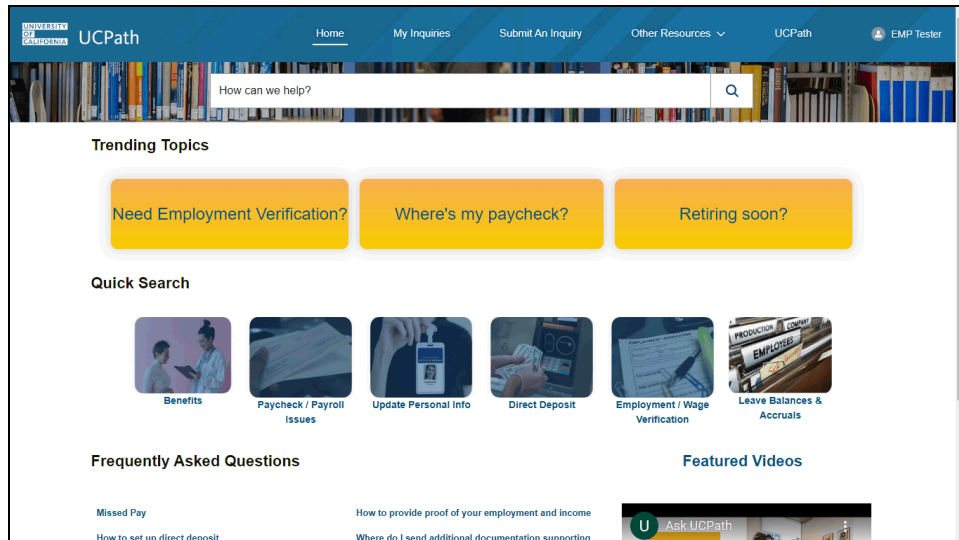 UNIVERSITY
OF
CALIFORNIA
UCPath
Home
My Inquiries
Submit An Inquiry
Other Resources
UCPath
EMP Tester
How can we help?
Trending Topics
Need Employment Verification?
Where's my paycheck?
Retiring soon?
Quick Search
PRODUCTION
COMPANY
EMPLOYEES
Benefits
Paycheck / Payroll
Issues
Update Personal Info
Direct Deposit
Employment / Wage
Verification
Leave Balances &
Accruals
Frequently Asked Questions
Featured Videos
Missed Pay
How to provide proof of your employment and income
U Ask UCPath
How to set up direct deposit
Where do I send additional documentation supporting